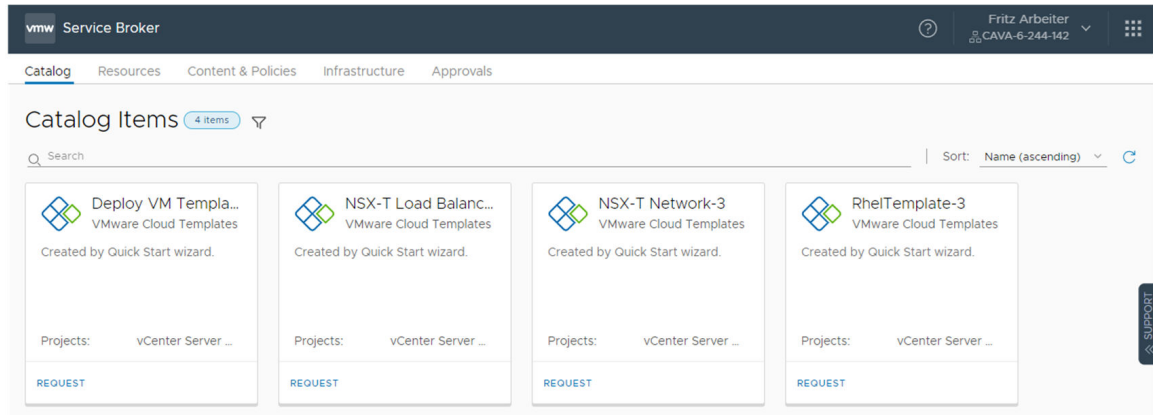 vmw Service Broker
Fritz Arbeiter
CAVA-6-244-142
Catalog Resources Content & Policies Infrastructure Approvals
Catalog Items 4 items
Search
Sort: Name (ascending)
Deploy VM Templa...
VMware Cloud Templates
Created by Quick Start wizard.
Projects: vCenter Server ...
REQUEST
NSX-T Load Balanc...
VMware Cloud Templates
Created by Quick Start wizard.
Projects: vCenter Server ...
REQUEST
NSX-T Network-3
VMware Cloud Templates
Created by Quick Start wizard.
Projects: vCenter Server ...
REQUEST
RhelTemplate-3
VMware Cloud Templates
Created by Quick Start wizard.
Projects: vCenter Server ...
REQUEST
SUPPORT